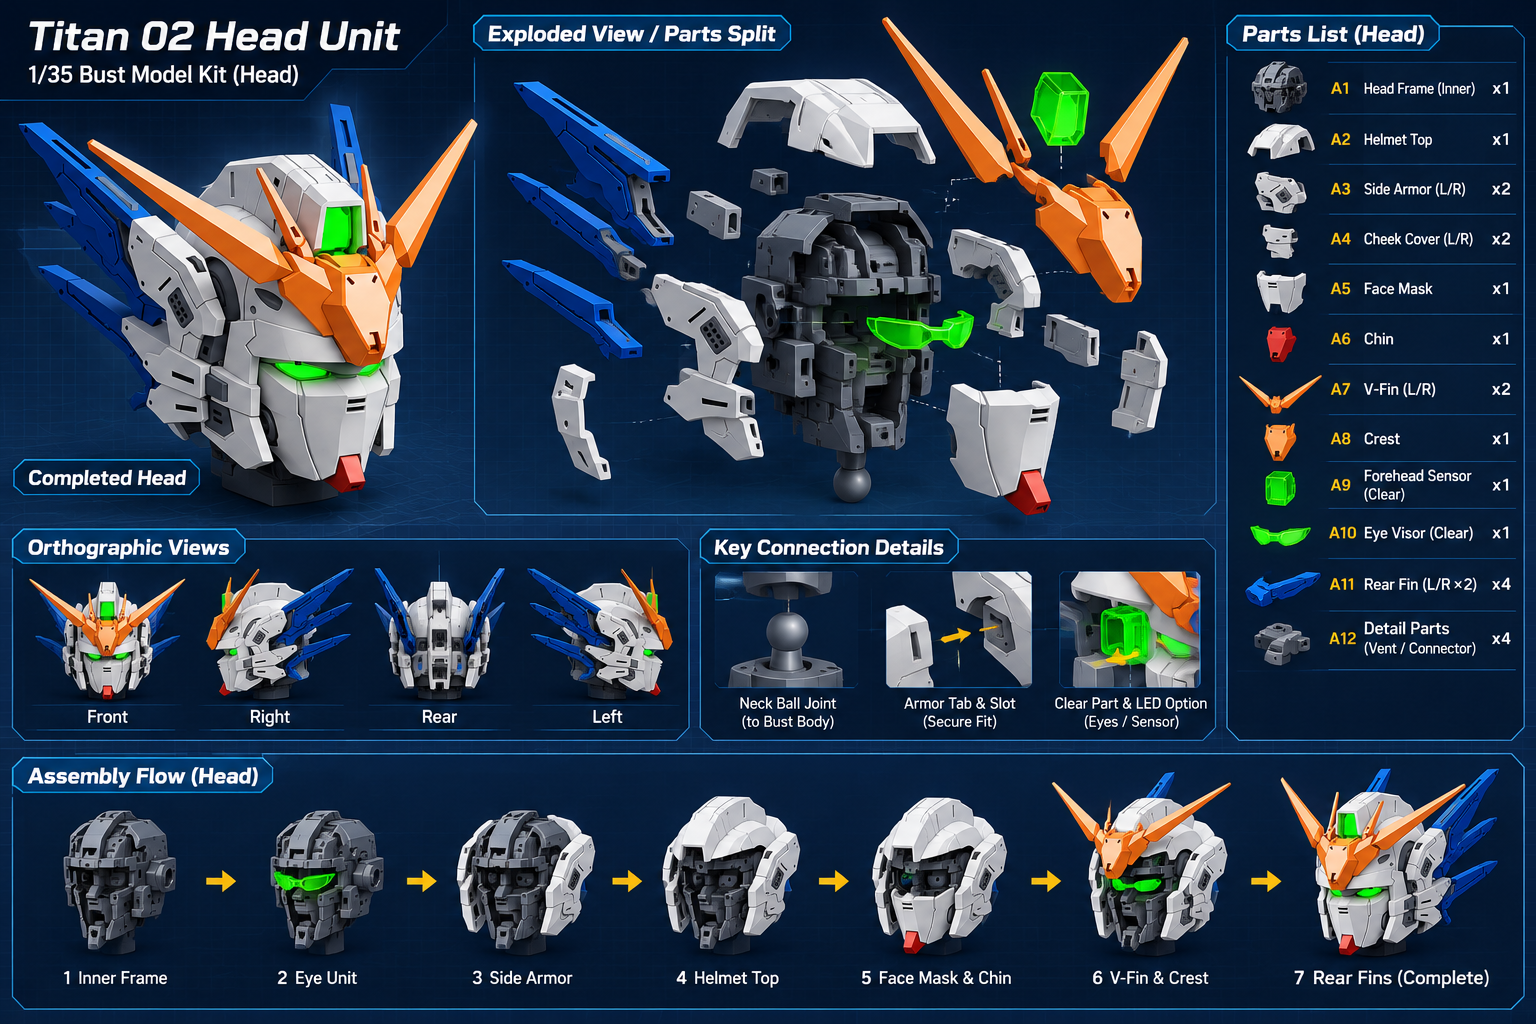 Titan 02 Head Unit
1/35 Bust Model Kit (Head)
Completed Head
Exploded View / Parts Split
Parts List (Head)
A1 Head Frame (Inner) x1
A2 Helmet Top x1
A3 Side Armor (L/R) x2
A4 Cheek Cover (L/R) x2
A5 Face Mask x1
A6 Chin x1
A7 V-Fin (L/R) x2
A8 Crest x1
A9 Forehead Sensor x1
(Clear)
A10 Eye Visor (Clear) x1
A11 Rear Fin (L/R ×2) x4
A12 Detail Parts x4
(Vent / Connector)
Orthographic Views
Front
Right
Rear
Left
Key Connection Details
Neck Ball Joint
(to Bust Body)
Armor Tab & Slot
(Secure Fit)
Clear Part & LED Option
(Eyes / Sensor)
Assembly Flow (Head)
1 Inner Frame
2 Eye Unit
3 Side Armor
4 Helmet Top
5 Face Mask & Chin
6 V-Fin & Crest
7 Rear Fins (Complete)